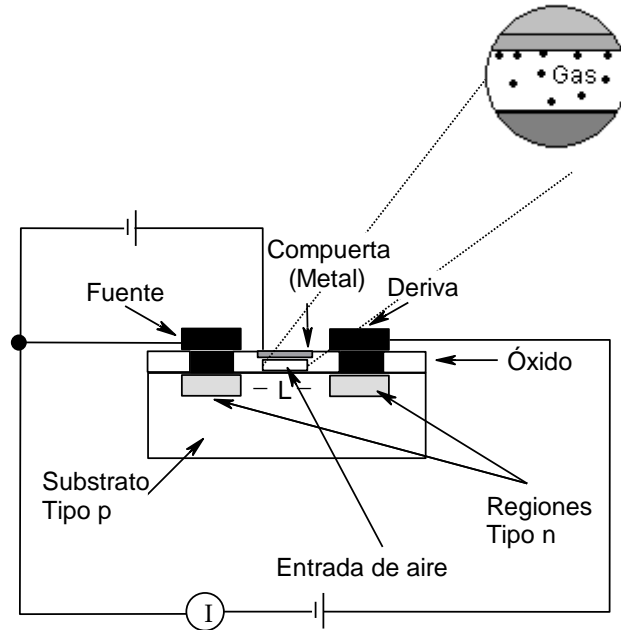 Gas
Compuerta
(Metal)
Deriva
Fuente
Óxido
L
Substrato
Tipo p
Regiones
Tipo n
Entrada de aire
I